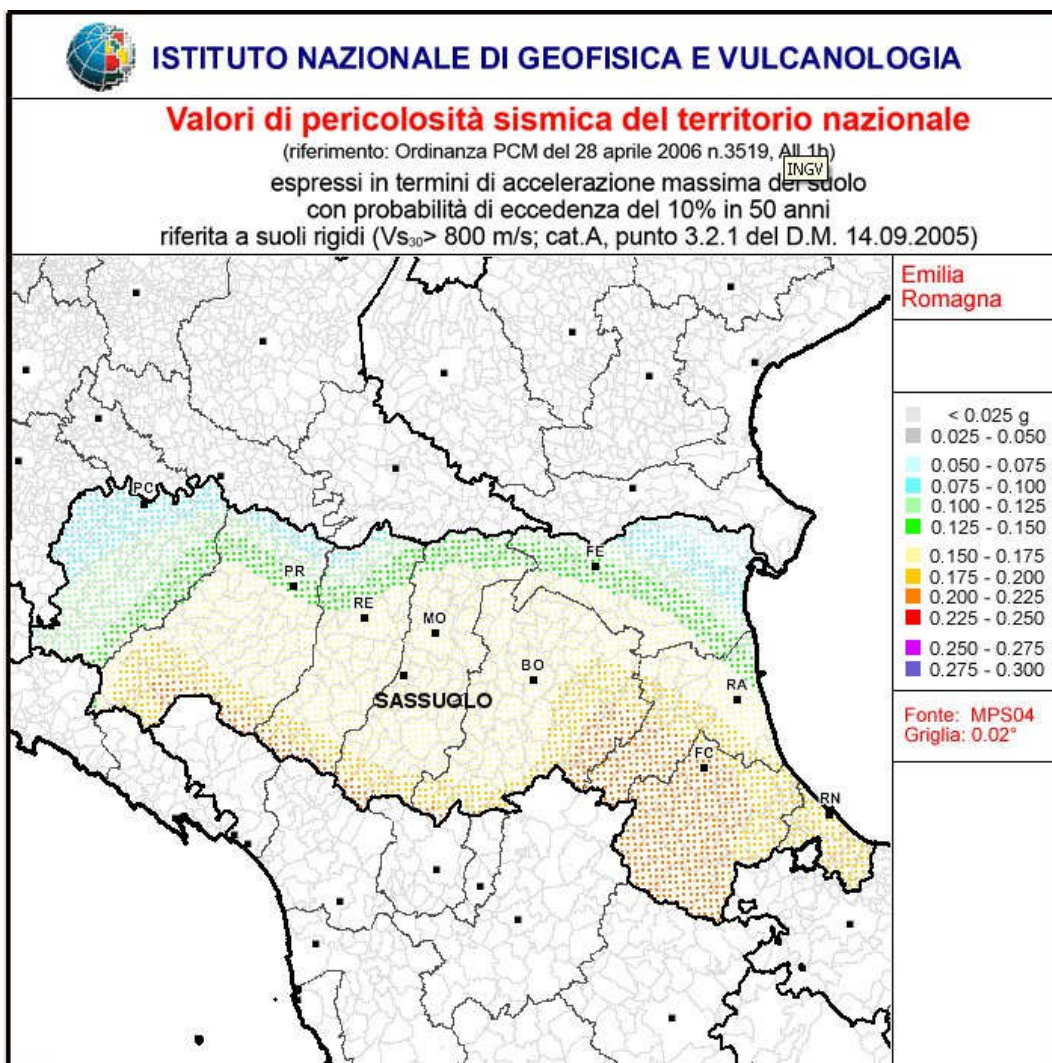 ISTITUTO NAZIONALE DI GEOFISICA E VULCANOLOGIA
Valori di pericolosità sismica del territorio nazionale
(riferimento: Ordinanza PCM del 28 aprile 2006 n.3519, All.1b)
INGV
espressi in termini di accelerazione massima del suolo
con probabilità di eccedenza del 10% in 50 anni
riferita a suoli rigidi (Vs₃₀> 800 m/s; cat.A, punto 3.2.1 del D.M. 14.09.2005)
Emilia
Romagna
< 0.025 g
0.025 - 0.050
0.050 - 0.075
0.075 - 0.100
0.100 - 0.125
0.125 - 0.150
0.150 - 0.175
0.175 - 0.200
0.200 - 0.225
0.225 - 0.250
0.250 - 0.275
0.275 - 0.300
Fonte: MPS04
Griglia: 0.02°
PC
FE
PR
RE
MO
BO
SASSUOLO
RA
FC
RN